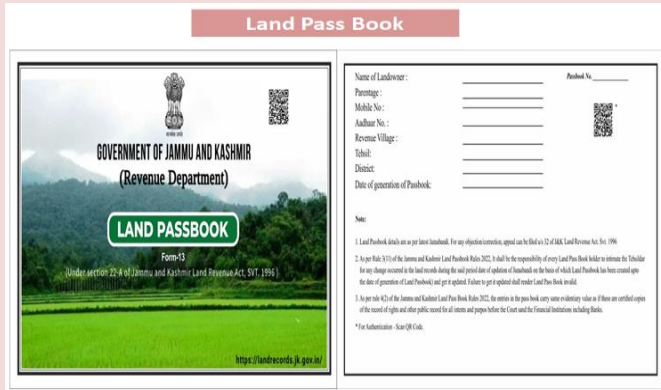 Land Pass Book
GOVERNMENT OF JAMMU AND KASHMIR
(Revenue Department)
LAND PASSBOOK
Form-13
(Under section 22-A of Jammu and Kashmir Land Revenue Act, SVT. 1996)
https://landrecords.jk.gov.in/
Name of Landowner :
Passbook No.
Parentage :
Mobile No :
Aadhaar No. :
Revenue Village :
Tehsil:
District:
Date of generation of Passbook:
Note:
1. Land Passbook details are as per latest Jamabandi. For any objection/correction, appeal can be filed u/s 32 of J&K Land Revenue Act. Svt. 1996
2. As per Rule 3(11) of the Jammu and Kashmir Land Passbook Rules 2022, It shall be the responsibility of every Land Pass Book holder to intimate the Tehsildar
for any change occurred in the land records during the said period date of updation of Jamabandi on the basis of which Land Passbook has been created upto
the date of generation of Land Passbook) and get it updated. Failure to get it updated shall render Land Pass Book invalid.
3. As per rule 4(2) of the Jammu and Kashmir Land Pass Book Rules 2022, the entries in the pass book carry same evidentiary value as if these are certified copies
of the record of rights and other public record for all intents and purpos before the Court sand the Financial Institutions including Banks.
* For Authentication - Scan QR Code.